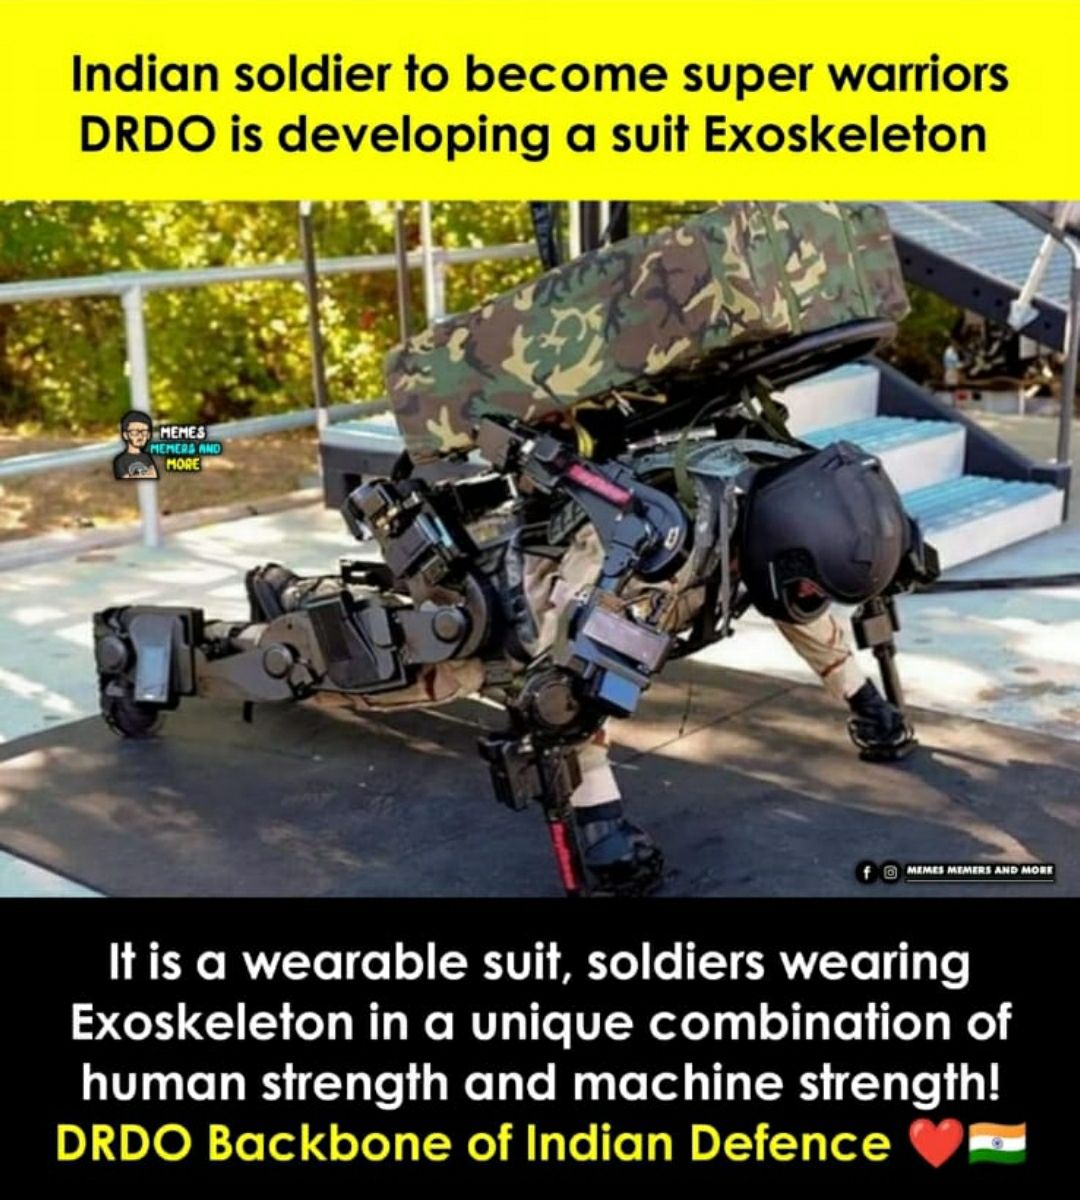 Indian soldier to become super warriors
DRDO is developing a suit Exoskeleton
MEMES
MEMERS AND
MORE
f MEMES MEMERS AND MORE
It is a wearable suit, soldiers wearing
Exoskeleton in a unique combination of
human strength and machine strength!
DRDO Backbone of Indian Defence ❤️🇮🇳